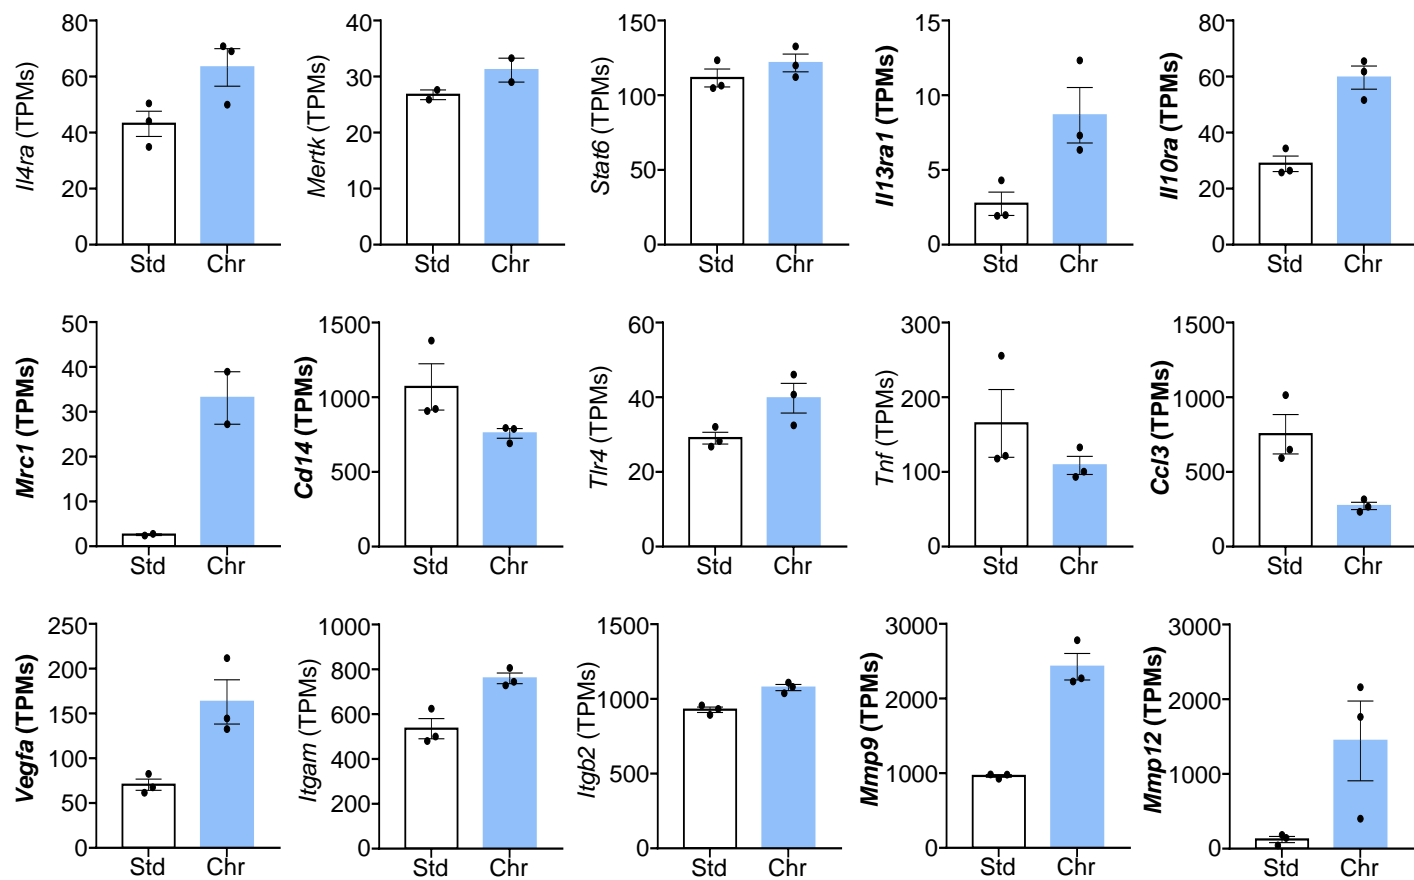 Il4ra (TPMs)
80
60
40
20
0
Std Chr
Mertk (TPMs)
40
30
20
10
0
Std Chr
Stat6 (TPMs)
150
100
50
0
Std Chr
Il13ra1 (TPMs)
15
10
5
0
Std Chr
Il10ra (TPMs)
80
60
40
20
0
Std Chr
Mrc1 (TPMs)
50
40
30
20
10
0
Std Chr
Cd14 (TPMs)
1500
1000
500
0
Std Chr
Tlr4 (TPMs)
60
40
20
0
Std Chr
Tnf (TPMs)
300
200
100
0
Std Chr
Ccl3 (TPMs)
1500
1000
500
0
Std Chr
Vegfa (TPMs)
250
200
150
100
50
0
Std Chr
Itgam (TPMs)
1000
800
600
400
200
0
Std Chr
Itgb2 (TPMs)
1500
1000
500
0
Std Chr
Mmp9 (TPMs)
3000
2000
1000
0
Std Chr
Mmp12 (TPMs)
3000
2000
1000
0
Std Chr